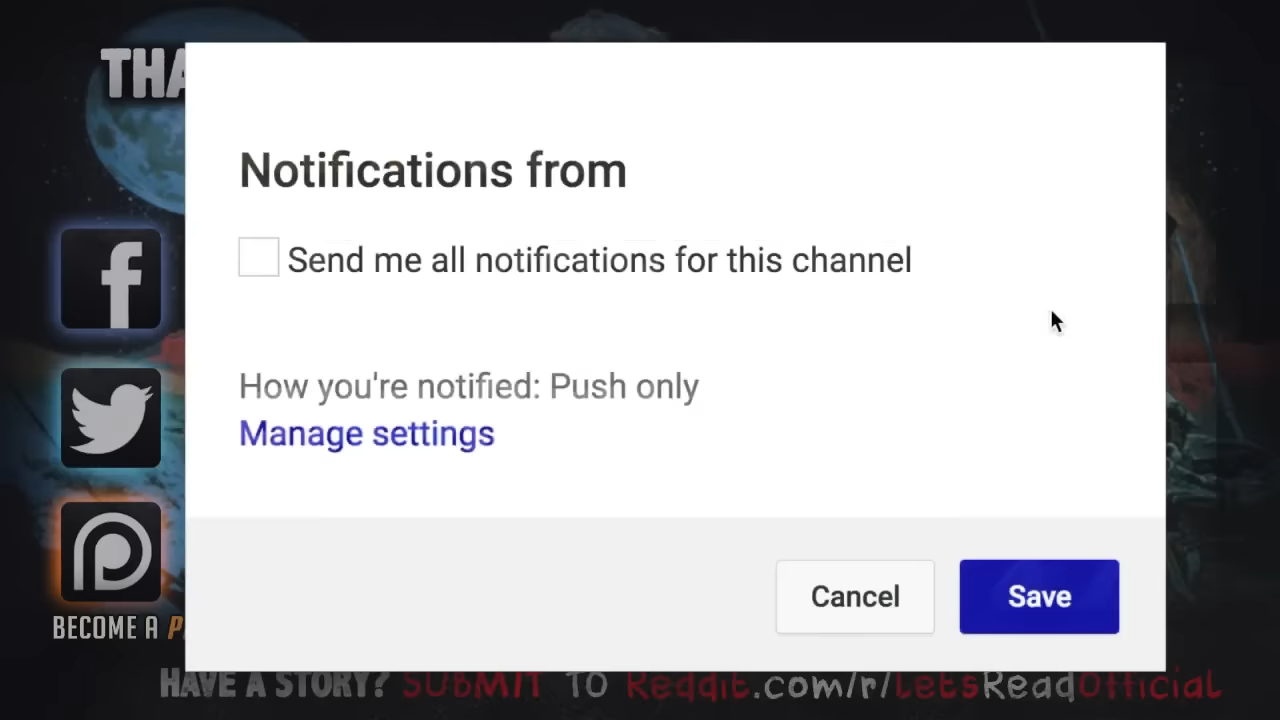 THA
Notifications from
Send me all notifications for this channel
How you're notified: Push only
Manage settings
Cancel
Save
BECOME A P
HAVE A STORY? SUBMIT TO Reddit.com/r/LetsReadOfficial